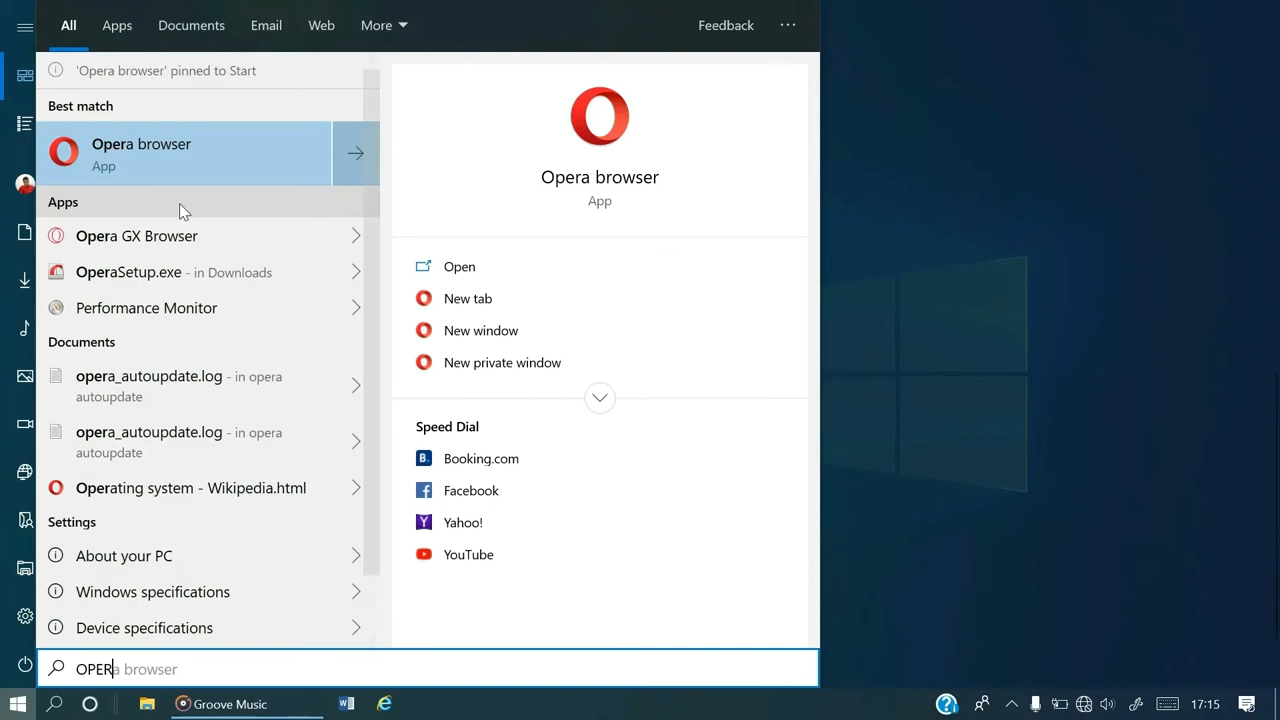 All Apps Documents Email Web More Feedback ...
'Opera browser' pinned to Start
Best match
Opera browser
App
Apps
Opera GX Browser
OperaSetup.exe - in Downloads
Performance Monitor
Documents
opera_autoupdate.log - in opera
autoupdate
opera_autoupdate.log - in opera
autoupdate
Operating system - Wikipedia.html
Settings
About your PC
Windows specifications
Device specifications
Opera browser
App
Open
New tab
New window
New private window
Speed Dial
Booking.com
Facebook
Yahoo!
YouTube
OPERa browser
Groove Music
17:15